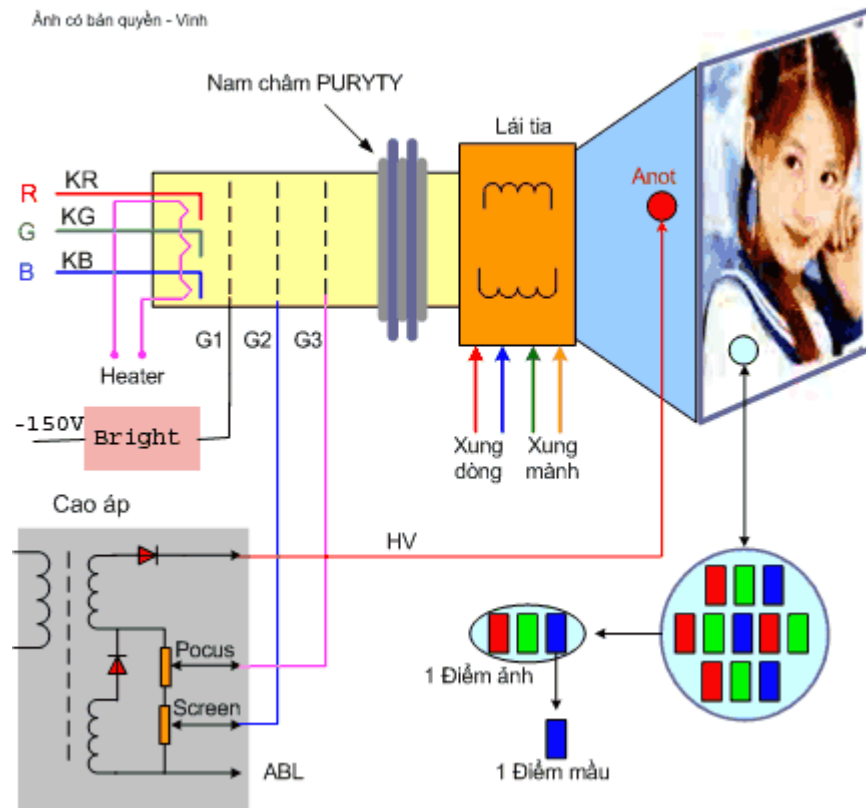 Ảnh có bản quyền - Vinh
Nam châm PURYTY
Lái tia
Anot
R
KR
G
KG
B
KB
G1
G2
G3
Heater
-150V
Bright
Xung
dòng
Xung
mành
Cao áp
HV
Pocus
Screen
ABL
1 Điểm ảnh
1 Điểm mầu